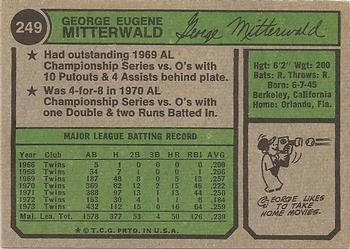 249
GEORGE EUGENE
MITTERWALD
George Mitterwald
★ Had outstanding 1969 AL
Championship Series vs. O's with
10 Putouts & 4 Assists behind plate.
★ Was 4-for-8 in 1970 AL
Championship Series vs. O's with
one Double & two Runs Batted In.
Hgt: 6'2" Wgt: 200
Bats: R. Throws: R.
Born: 6-7-45
Berkeley, California
Home: Orlando, Fla.
MAJOR LEAGUE BATTING RECORD
Year Club AB H 2B 3B HR RBI AVG
1966 Twins
1968 Twins
1969 Twins
1970 Twins
1971 Twins
1972 Twins
1973 Twins
Maj. Lea. Tot. 1578 377
GEORGE LIKES TO
TAKE
HOME MOVIES.
★ © T.C.G. PRTD. IN U.S.A.